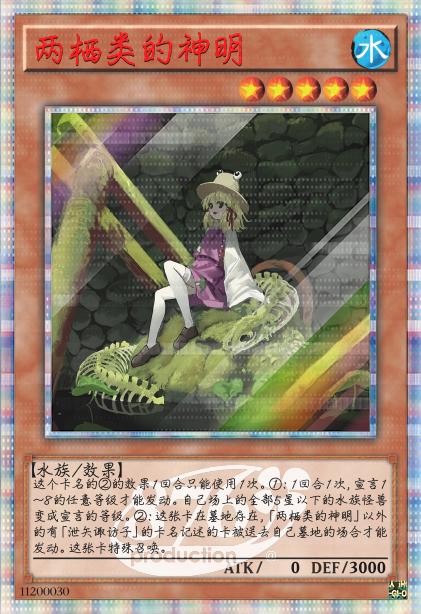 两栖类的神明
水
【水族/效果】
这个卡名的②的效果1回合只能使用1次。①：1回合1次，宣言1
～8的任意等级才能发动。自己场上的全部5星以下的水族怪兽
变成宣言的等级。②：这张卡在墓地存在，「两栖类的神明」以外
的有「泄矢诹访子」的卡名记述的卡被送去自己墓地的场合才能
发动。这张卡特殊召唤。
production ®
ATK/ 0 DEF/3000
11200030